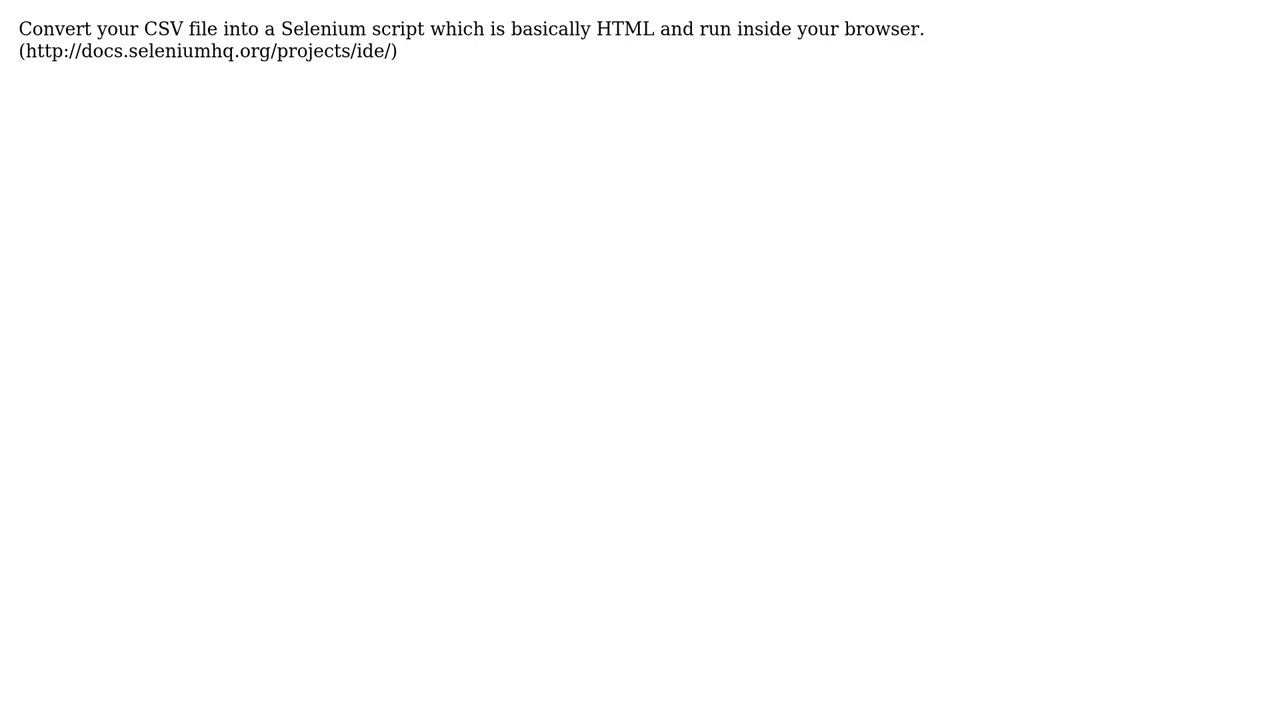 Convert your CSV file into a Selenium script which is basically HTML and run inside your browser.
(http://docs.seleniumhq.org/projects/ide/)